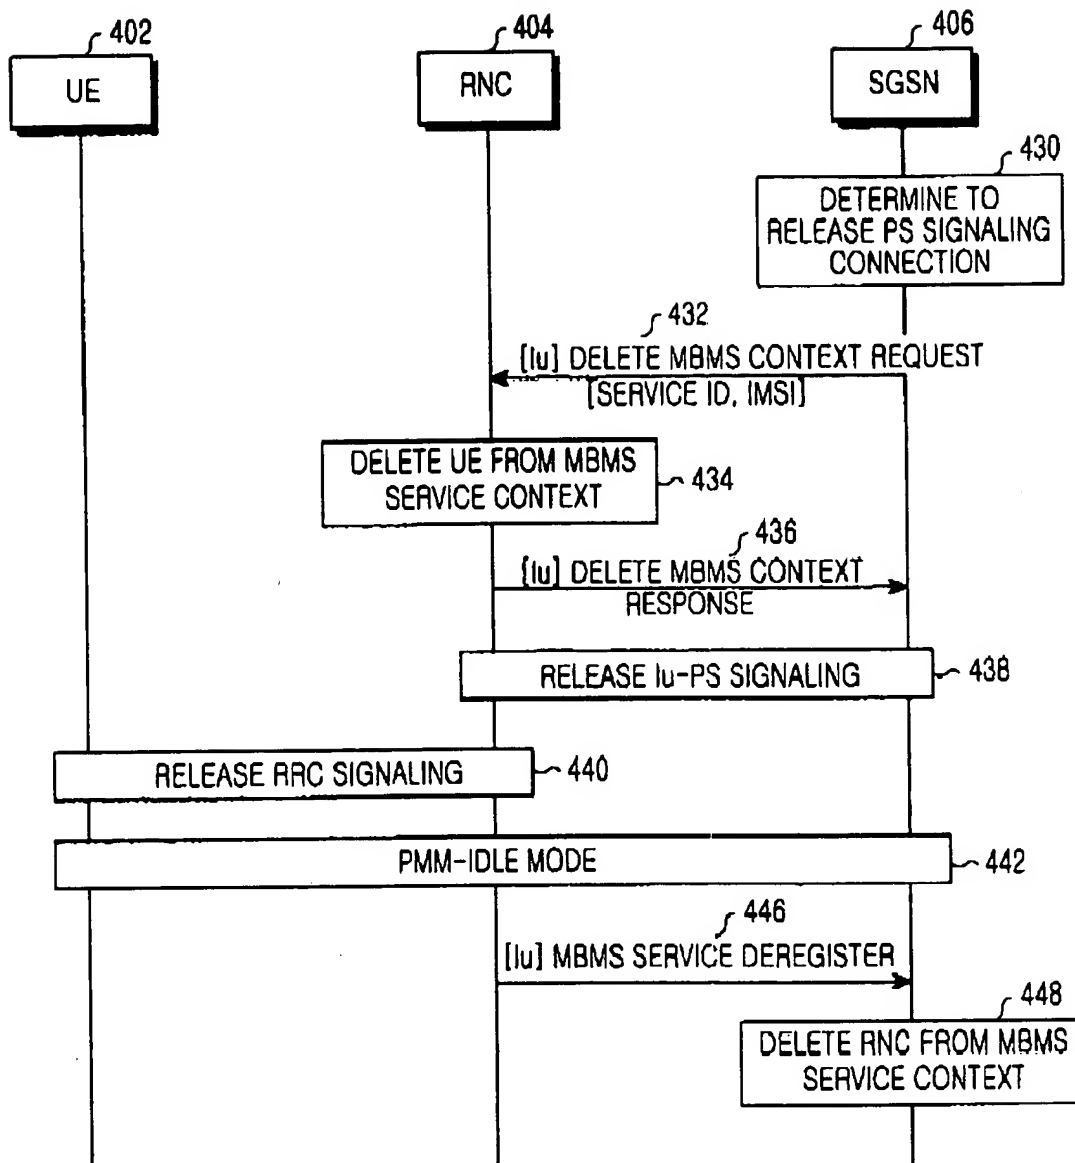 402
404
406
UE
RNC
SGSN
430
DETERMINE TO
RELEASE PS SIGNALING
CONNECTION
432
[Iu] DELETE MBMS CONTEXT REQUEST
[SERVICE ID, IMSI]
DELETE UE FROM MBMS
SERVICE CONTEXT
434
436
[Iu] DELETE MBMS CONTEXT
RESPONSE
RELEASE Iu-PS SIGNALING
438
RELEASE RRC SIGNALING
440
PMM-IDLE MODE
442
446
[Iu] MBMS SERVICE DEREGISTER
448
DELETE RNC FROM MBMS
SERVICE CONTEXT